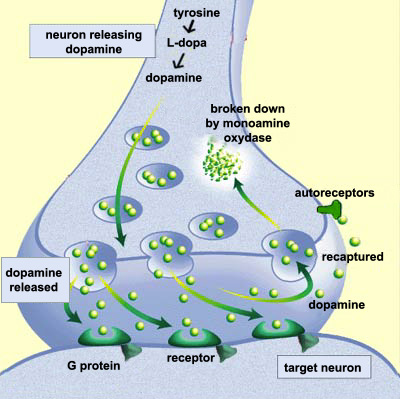 tyrosine
neuron releasing
dopamine
L-dopa
dopamine
broken down
by monoamine
oxydase
autoreceptors
recaptured
dopamine
released
dopamine
G protein
receptor
target neuron